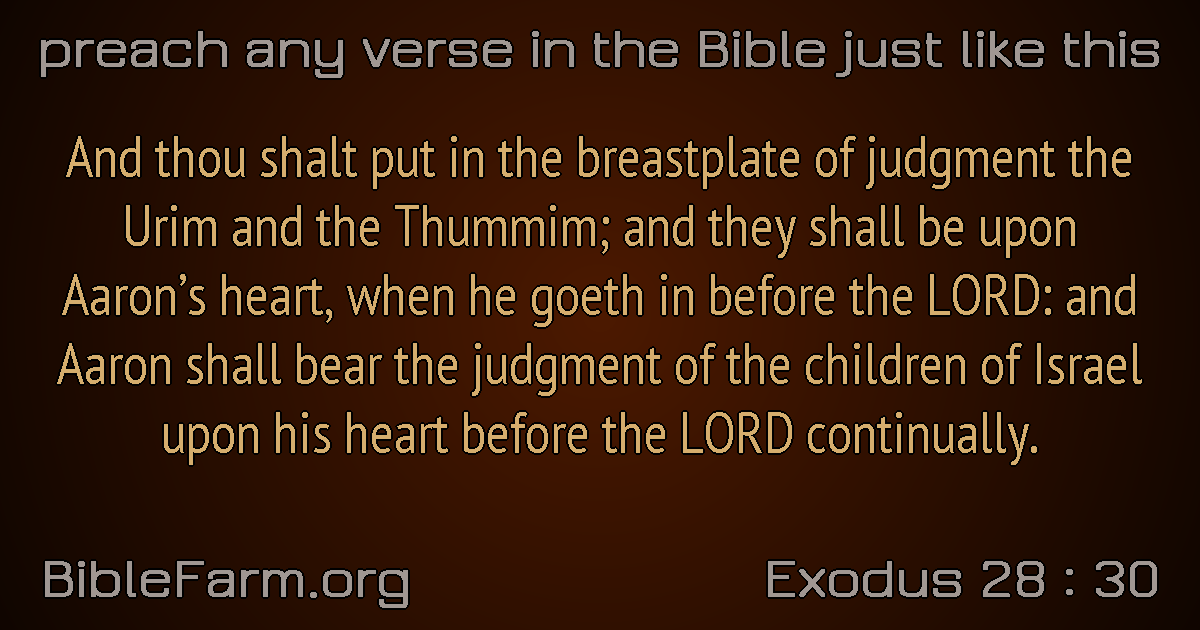 preach any verse in the Bible just like this
And thou shalt put in the breastplate of judgment the
Urim and the Thummim; and they shall be upon
Aaron’s heart, when he goeth in before the LORD: and
Aaron shall bear the judgment of the children of Israel
upon his heart before the LORD continually.
BibleFarm.org
Exodus 28 : 30